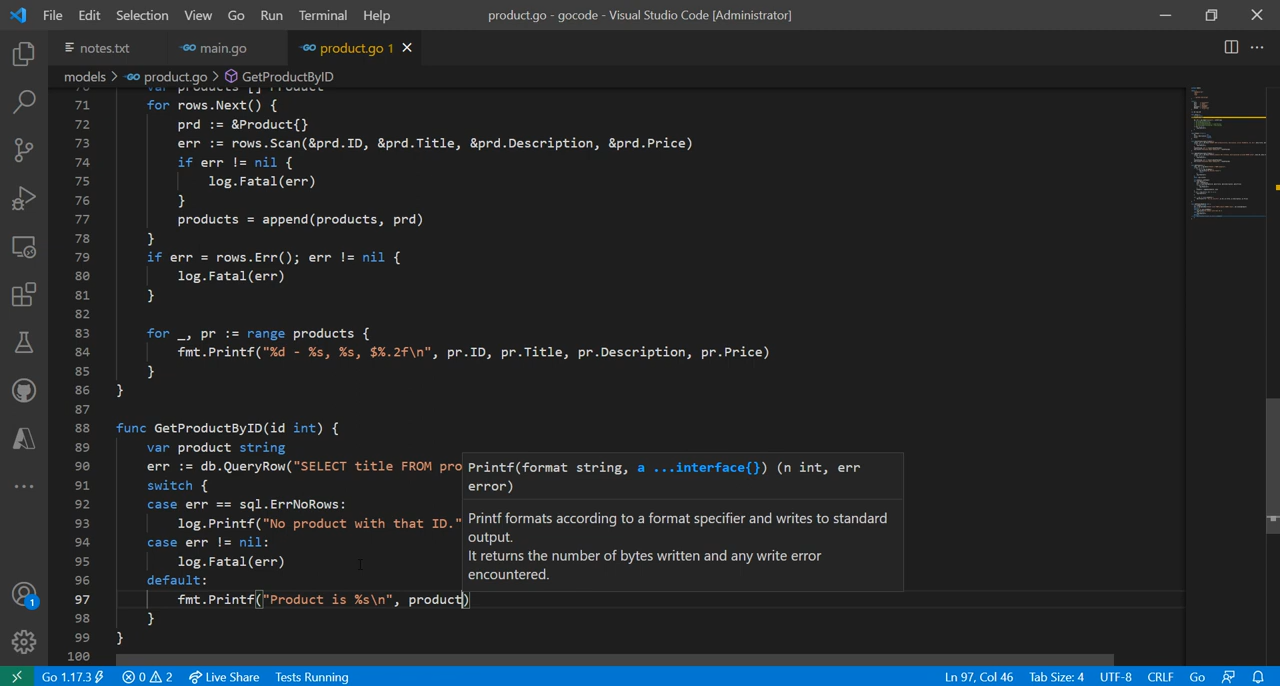 File Edit Selection View Go Run Terminal Help product.go - gocode - Visual Studio Code [Administrator]
notes.txt main.go product.go 1
models > product.go > GetProductByID
71 for rows.Next() {
72 prd := &Product{}
73 err := rows.Scan(&prd.ID, &prd.Title, &prd.Description, &prd.Price)
74 if err != nil {
75 log.Fatal(err)
76 }
77 products = append(products, prd)
78 }
79 if err = rows.Err(); err != nil {
80 log.Fatal(err)
81 }
82
83 for _, pr := range products {
84 fmt.Printf("%d - %s, %s, $%.2f\n", pr.ID, pr.Title, pr.Description, pr.Price)
85 }
86 }
87
88 func GetProductByID(id int) {
89 var product string
90 err := db.QueryRow("SELECT title FROM pro
91 switch {
92 case err == sql.ErrNoRows:
93 log.Printf("No product with that ID."
94 case err != nil:
95 log.Fatal(err)
96 default:
97 fmt.Printf("Product is %s\n", product)
98 }
99 }
100
Printf(format string, a ...interface{}) (n int, err
error)
Printf formats according to a format specifier and writes to standard
output.
It returns the number of bytes written and any write error
encountered.
1
Go 1.17.3 0 2 Live Share Tests Running Ln 97, Col 46 Tab Size: 4 UTF-8 CRLF Go